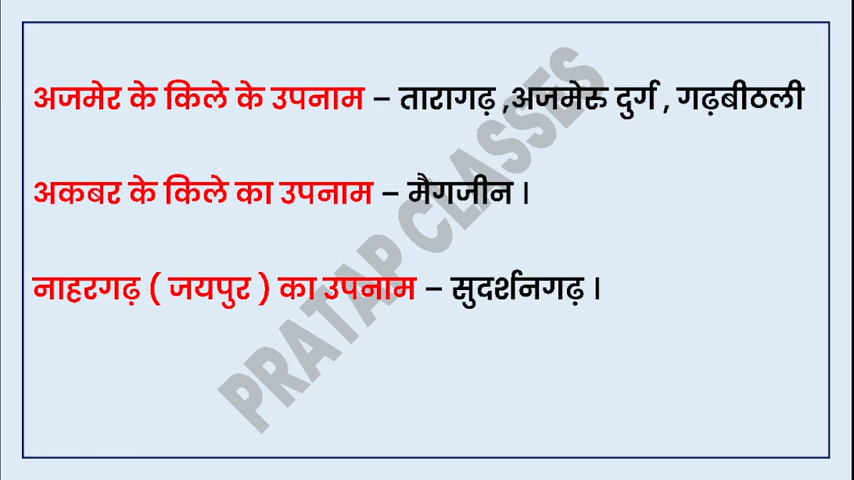 अजमेर के किले के उपनाम – तारागढ़ ,अजमेरु दुर्ग , गढ़बीठली
अकबर के किले का उपनाम – मैगजीन ।
नाहरगढ़ ( जयपुर ) का उपनाम – सुदर्शनगढ़ ।
PRATAP CLASSES